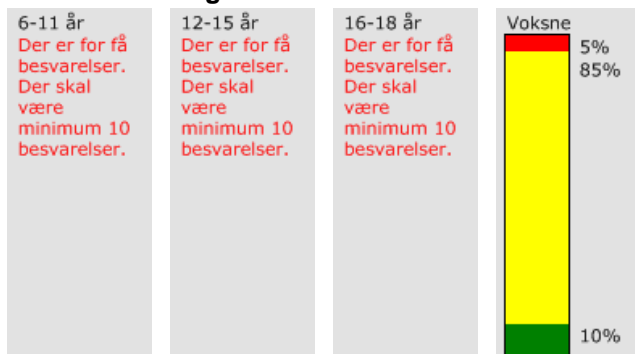 6-11 år
Der er for få
besvarelser.
Der skal
være
minimum 10
besvarelser.
12-15 år
Der er for få
besvarelser.
Der skal
være
minimum 10
besvarelser.
16-18 år
Der er for få
besvarelser.
Der skal
være
minimum 10
besvarelser.
Voksne
5%
85%
10%